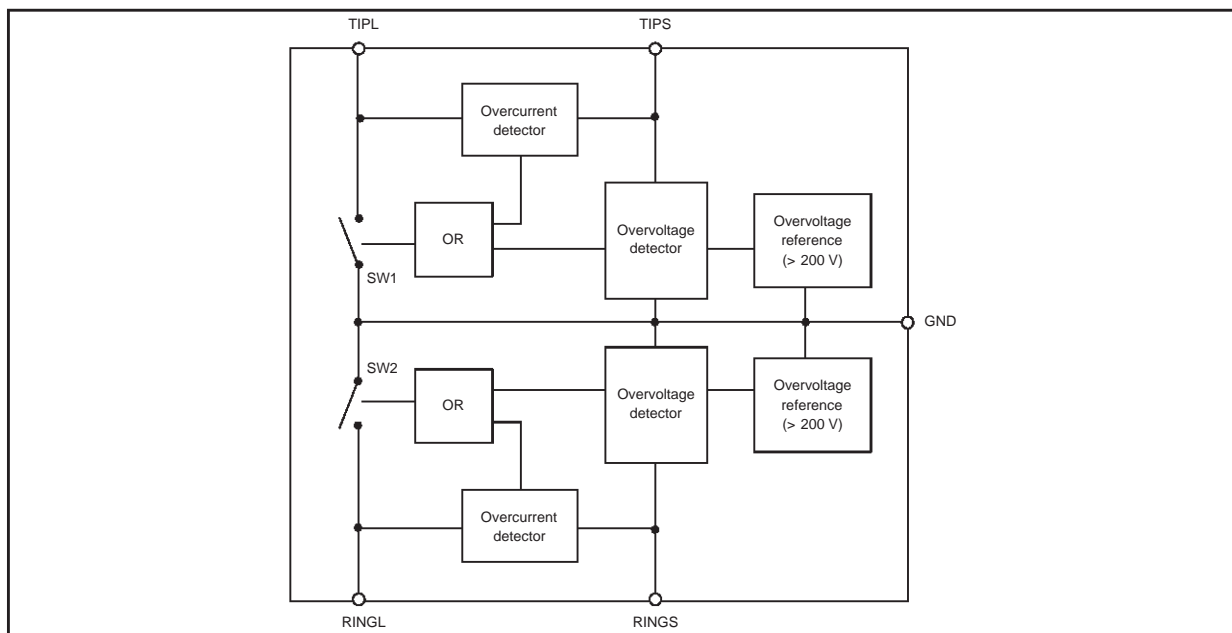 TIPL
TIPS
Overcurrent
detector
OR
Overvoltage
detector
Overvoltage
reference
(> 200 V)
SW1
GND
SW2
OR
Overvoltage
detector
Overvoltage
reference
(> 200 V)
Overcurrent
detector
RINGL
RINGS